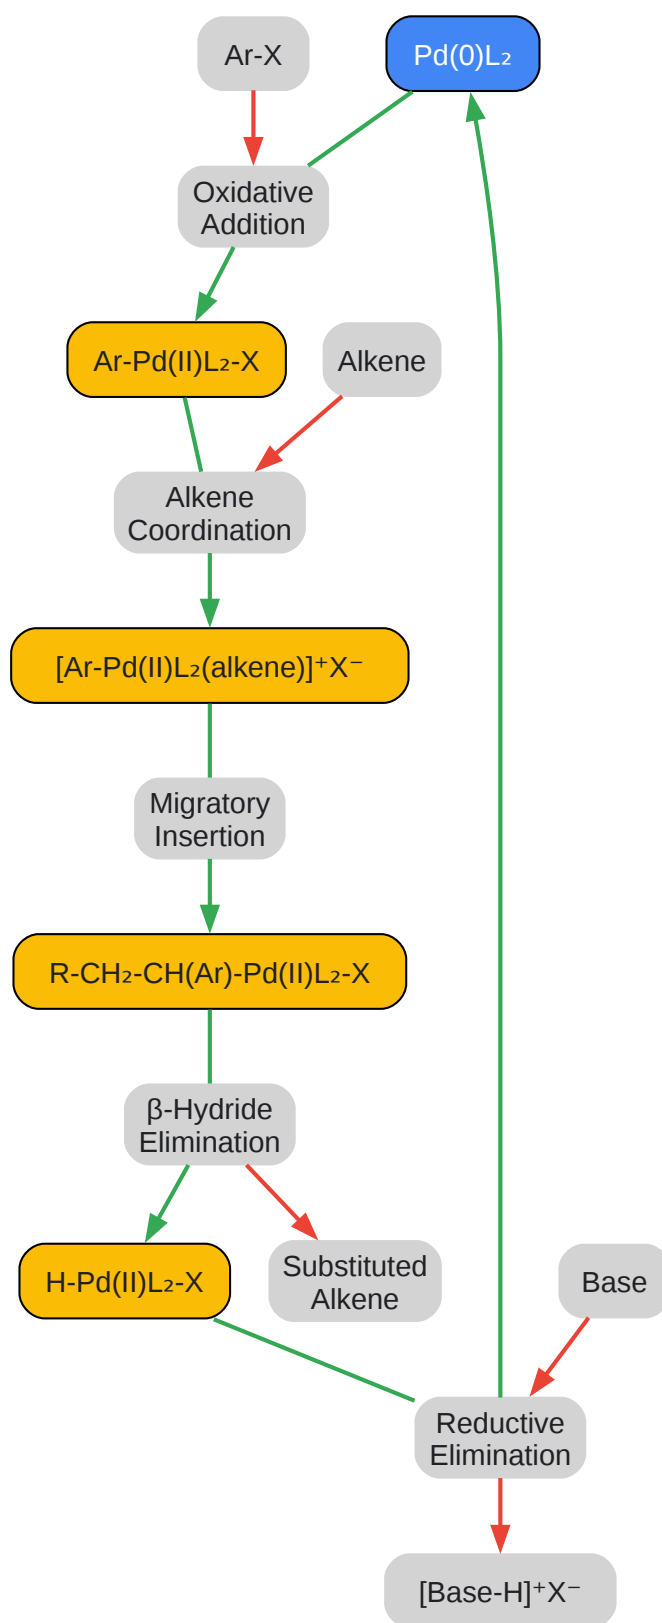 Ar-X
Pd(0)L₂
Oxidative
Addition
Ar-Pd(II)L₂-X
Alkene
Alkene
Coordination
[Ar-Pd(II)L₂(alkene)]⁺X⁻
Migratory
Insertion
R-CH₂-CH(Ar)-Pd(II)L₂-X
β-Hydride
Elimination
H-Pd(II)L₂-X
Substituted
Alkene
Base
Reductive
Elimination
[Base-H]⁺X⁻